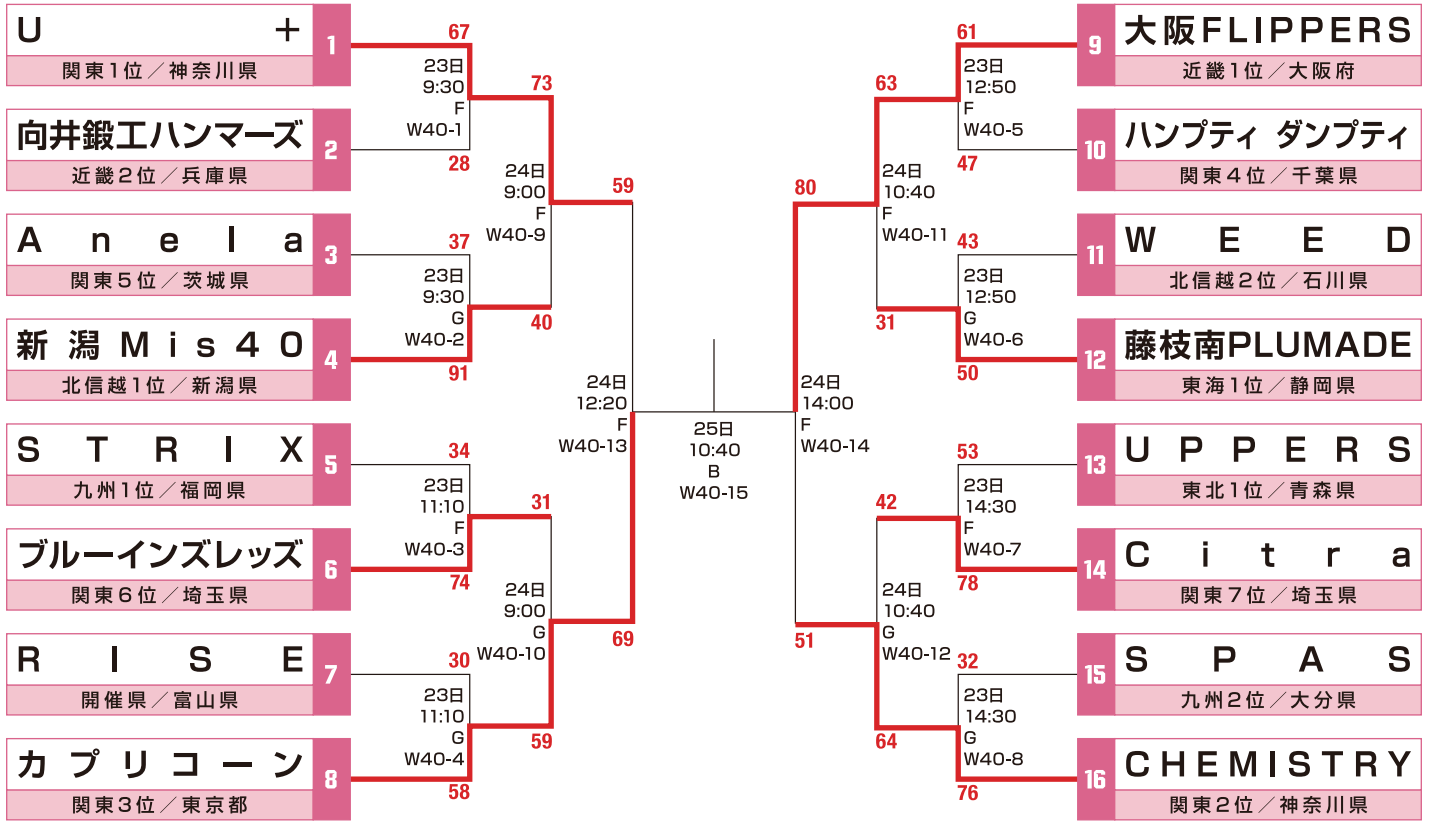 U +
関東1位／神奈川県
1
向井鍛工ハンマーズ
近畿2位／兵庫県
2
Anela
関東5位／茨城県
3
新潟Mis40
北信越1位／新潟県
4
STRIX
九州1位／福岡県
5
ブルーインズレッズ
関東6位／埼玉県
6
RISE
開催県／富山県
7
カプリコーン
関東3位／東京都
8
67
23日
9:30
F
W40-1
28
37
23日
9:30
G
W40-2
91
34
23日
11:10
F
W40-3
74
30
23日
11:10
G
W40-4
58
73
24日
9:00
F
W40-9
40
31
24日
9:00
G
W40-10
59
59
24日
12:20
F
W40-13
69
25日
10:40
B
W40-15
80
24日
14:00
F
W40-14
51
63
24日
10:40
F
W40-11
31
42
24日
10:40
G
W40-12
64
61
23日
12:50
F
W40-5
47
43
23日
12:50
G
W40-6
50
53
23日
14:30
F
W40-7
78
32
23日
14:30
G
W40-8
76
9
大阪FLIPPERS
近畿1位／大阪府
10
ハンプティ ダンプティ
関東4位／千葉県
11
WEED
北信越2位／石川県
12
藤枝南PLUMADE
東海1位／静岡県
13
UPPERS
東北1位／青森県
14
Citra
関東7位／埼玉県
15
SPAS
九州2位／大分県
16
CHEMISTRY
関東2位／神奈川県